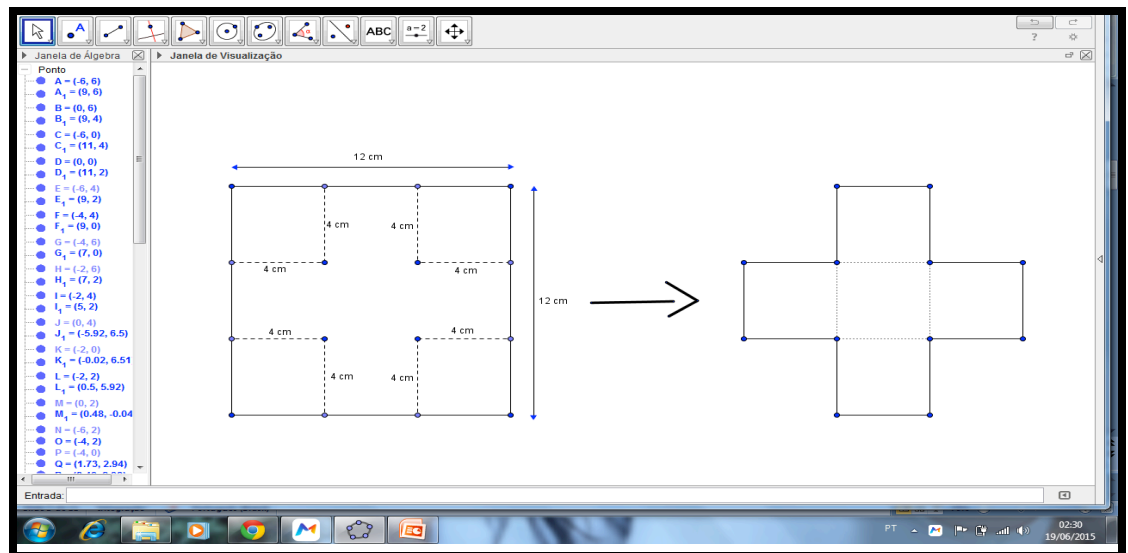 ABC
a=2
?
Janela de Álgebra
Janela de Visualização
Ponto
A = (-6, 6)
A₁ = (9, 6)
B = (0, 6)
B₁ = (9, 4)
C = (-6, 0)
C₁ = (11, 4)
D = (0, 0)
D₁ = (11, 2)
E = (-6, 4)
E₁ = (9, 2)
F = (-4, 4)
F₁ = (9, 0)
G = (-4, 6)
G₁ = (7, 0)
H = (-2, 6)
H₁ = (7, 2)
I = (-2, 4)
I₁ = (5, 2)
J = (0, 4)
J₁ = (-5.92, 6.5)
K = (-2, 0)
K₁ = (-0.02, 6.51
L = (-2, 2)
L₁ = (0.5, 5.92)
M = (0, 2)
M₁ = (0.48, -0.04
N = (-6, 2)
O = (-4, 2)
P = (-4, 0)
Q = (1.73, 2.94)
12 cm
4 cm
4 cm
4 cm
4 cm
12 cm
4 cm
4 cm
4 cm
4 cm
Entrada:
PT
02:30
19/06/2015